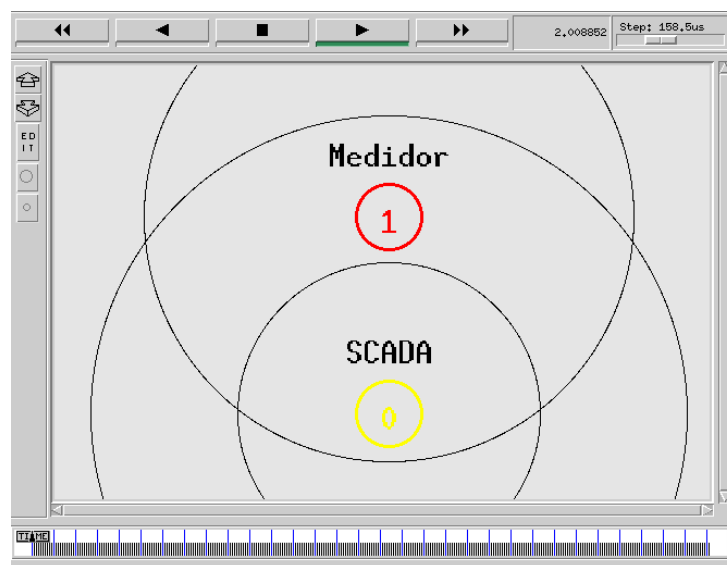 2.008852
Step: 158.5us
ED
IT
Medidor
1
SCADA
0
TIME